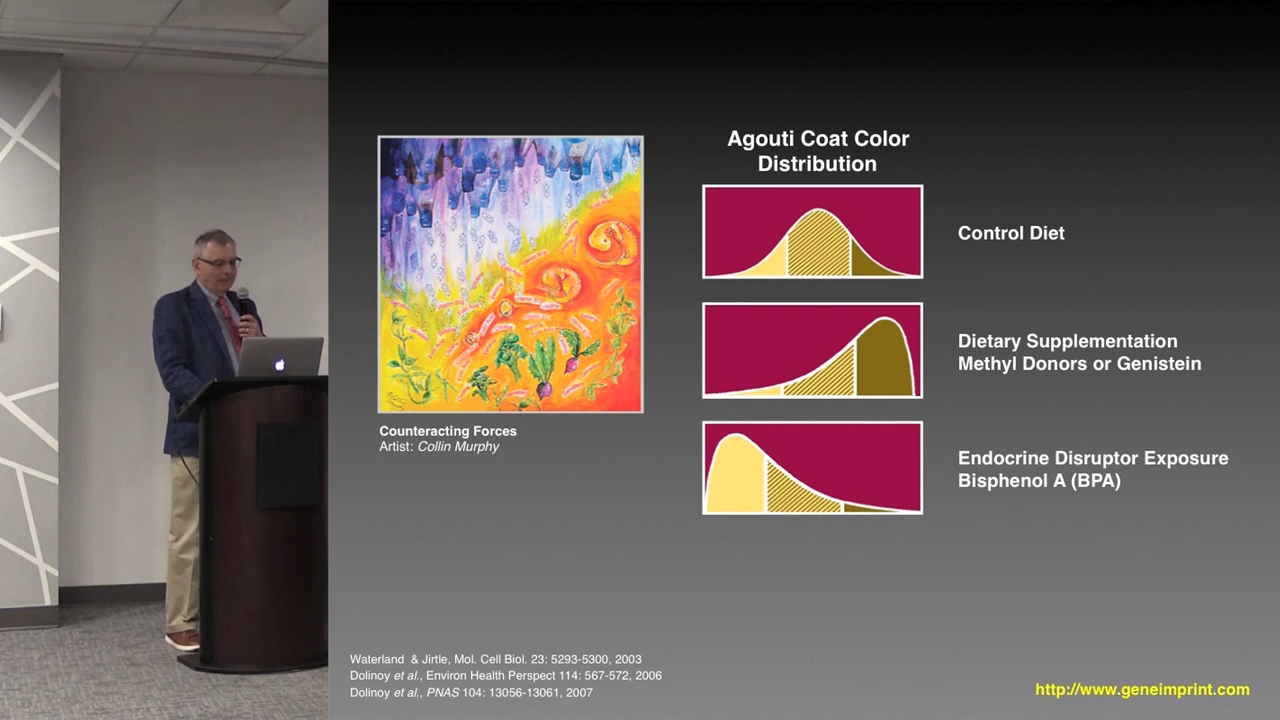 Agouti Coat Color
Distribution
Control Diet
Dietary Supplementation
Methyl Donors or Genistein
Endocrine Disruptor Exposure
Bisphenol A (BPA)
Counteracting Forces
Artist: Collin Murphy
Waterland & Jirtle, Mol. Cell Biol. 23: 5293-5300, 2003
Dolinoy et al., Environ Health Perspect 114: 567-572, 2006
Dolinoy et al., PNAS 104: 13056-13061, 2007
http://www.geneimprint.com